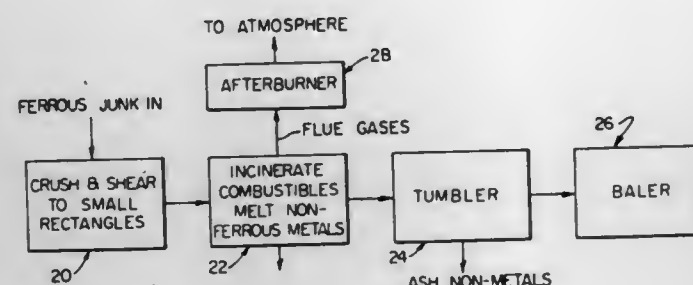 TO ATMOSPHERE
28
AFTERBURNER
FERROUS JUNK IN
FLUE GASES
26
CRUSH & SHEAR
TO SMALL
RECTANGLES
INCINERATE
COMBUSTIBLES
MELT NON-
FERROUS METALS
TUMBLER
BALER
20
22
24
ASH NON-METALS